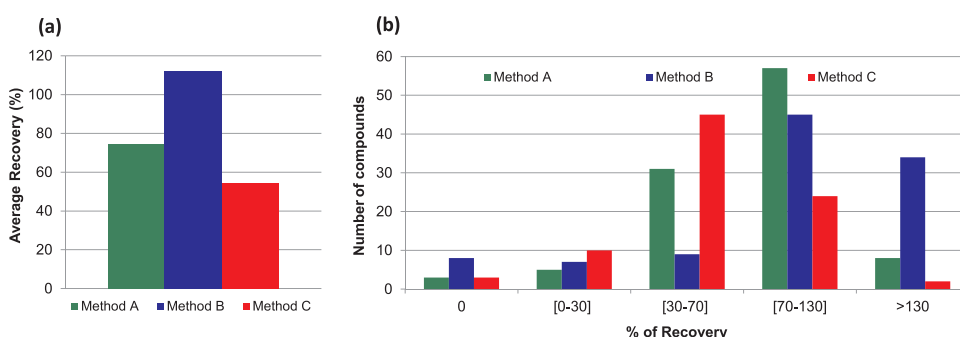 (a)
Average Recovery (%)
120
100
80
60
40
20
0
Method A Method B Method C
(b)
Number of compounds
60
50
40
30
20
10
0
Method A Method B Method C
0 [0-30] [30-70] [70-130] >130
% of Recovery